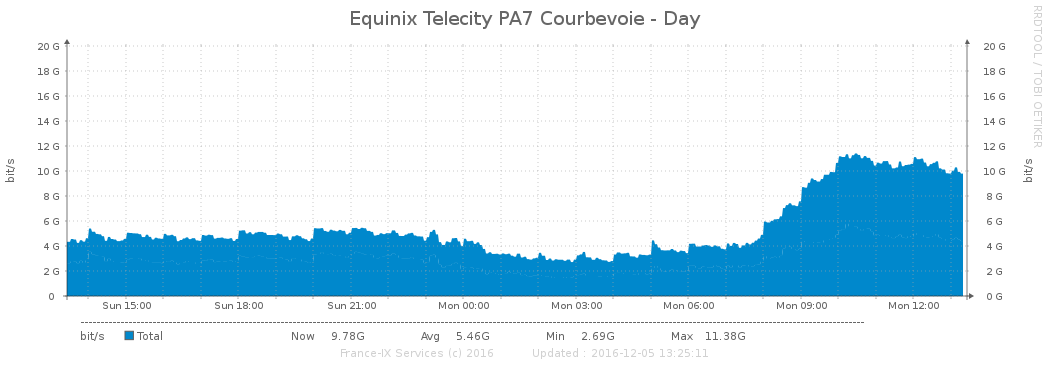 Equinix Telecity PA7 Courbevoie - Day
RRDTOOL / TOBI OETIKER
bit/s
20 G 20 G
18 G 18 G
16 G 16 G
14 G 14 G
12 G 12 G
10 G 10 G
8 G 8 G
6 G 6 G
4 G 4 G
2 G 2 G
0 0 G
bit/s
Sun 15:00 Sun 18:00 Sun 21:00 Mon 00:00 Mon 03:00 Mon 06:00 Mon 09:00 Mon 12:00
bit/s Total Now 9.78G Avg 5.46G Min 2.69G Max 11.38G
France-IX Services (c) 2016 Updated : 2016-12-05 13:25:11